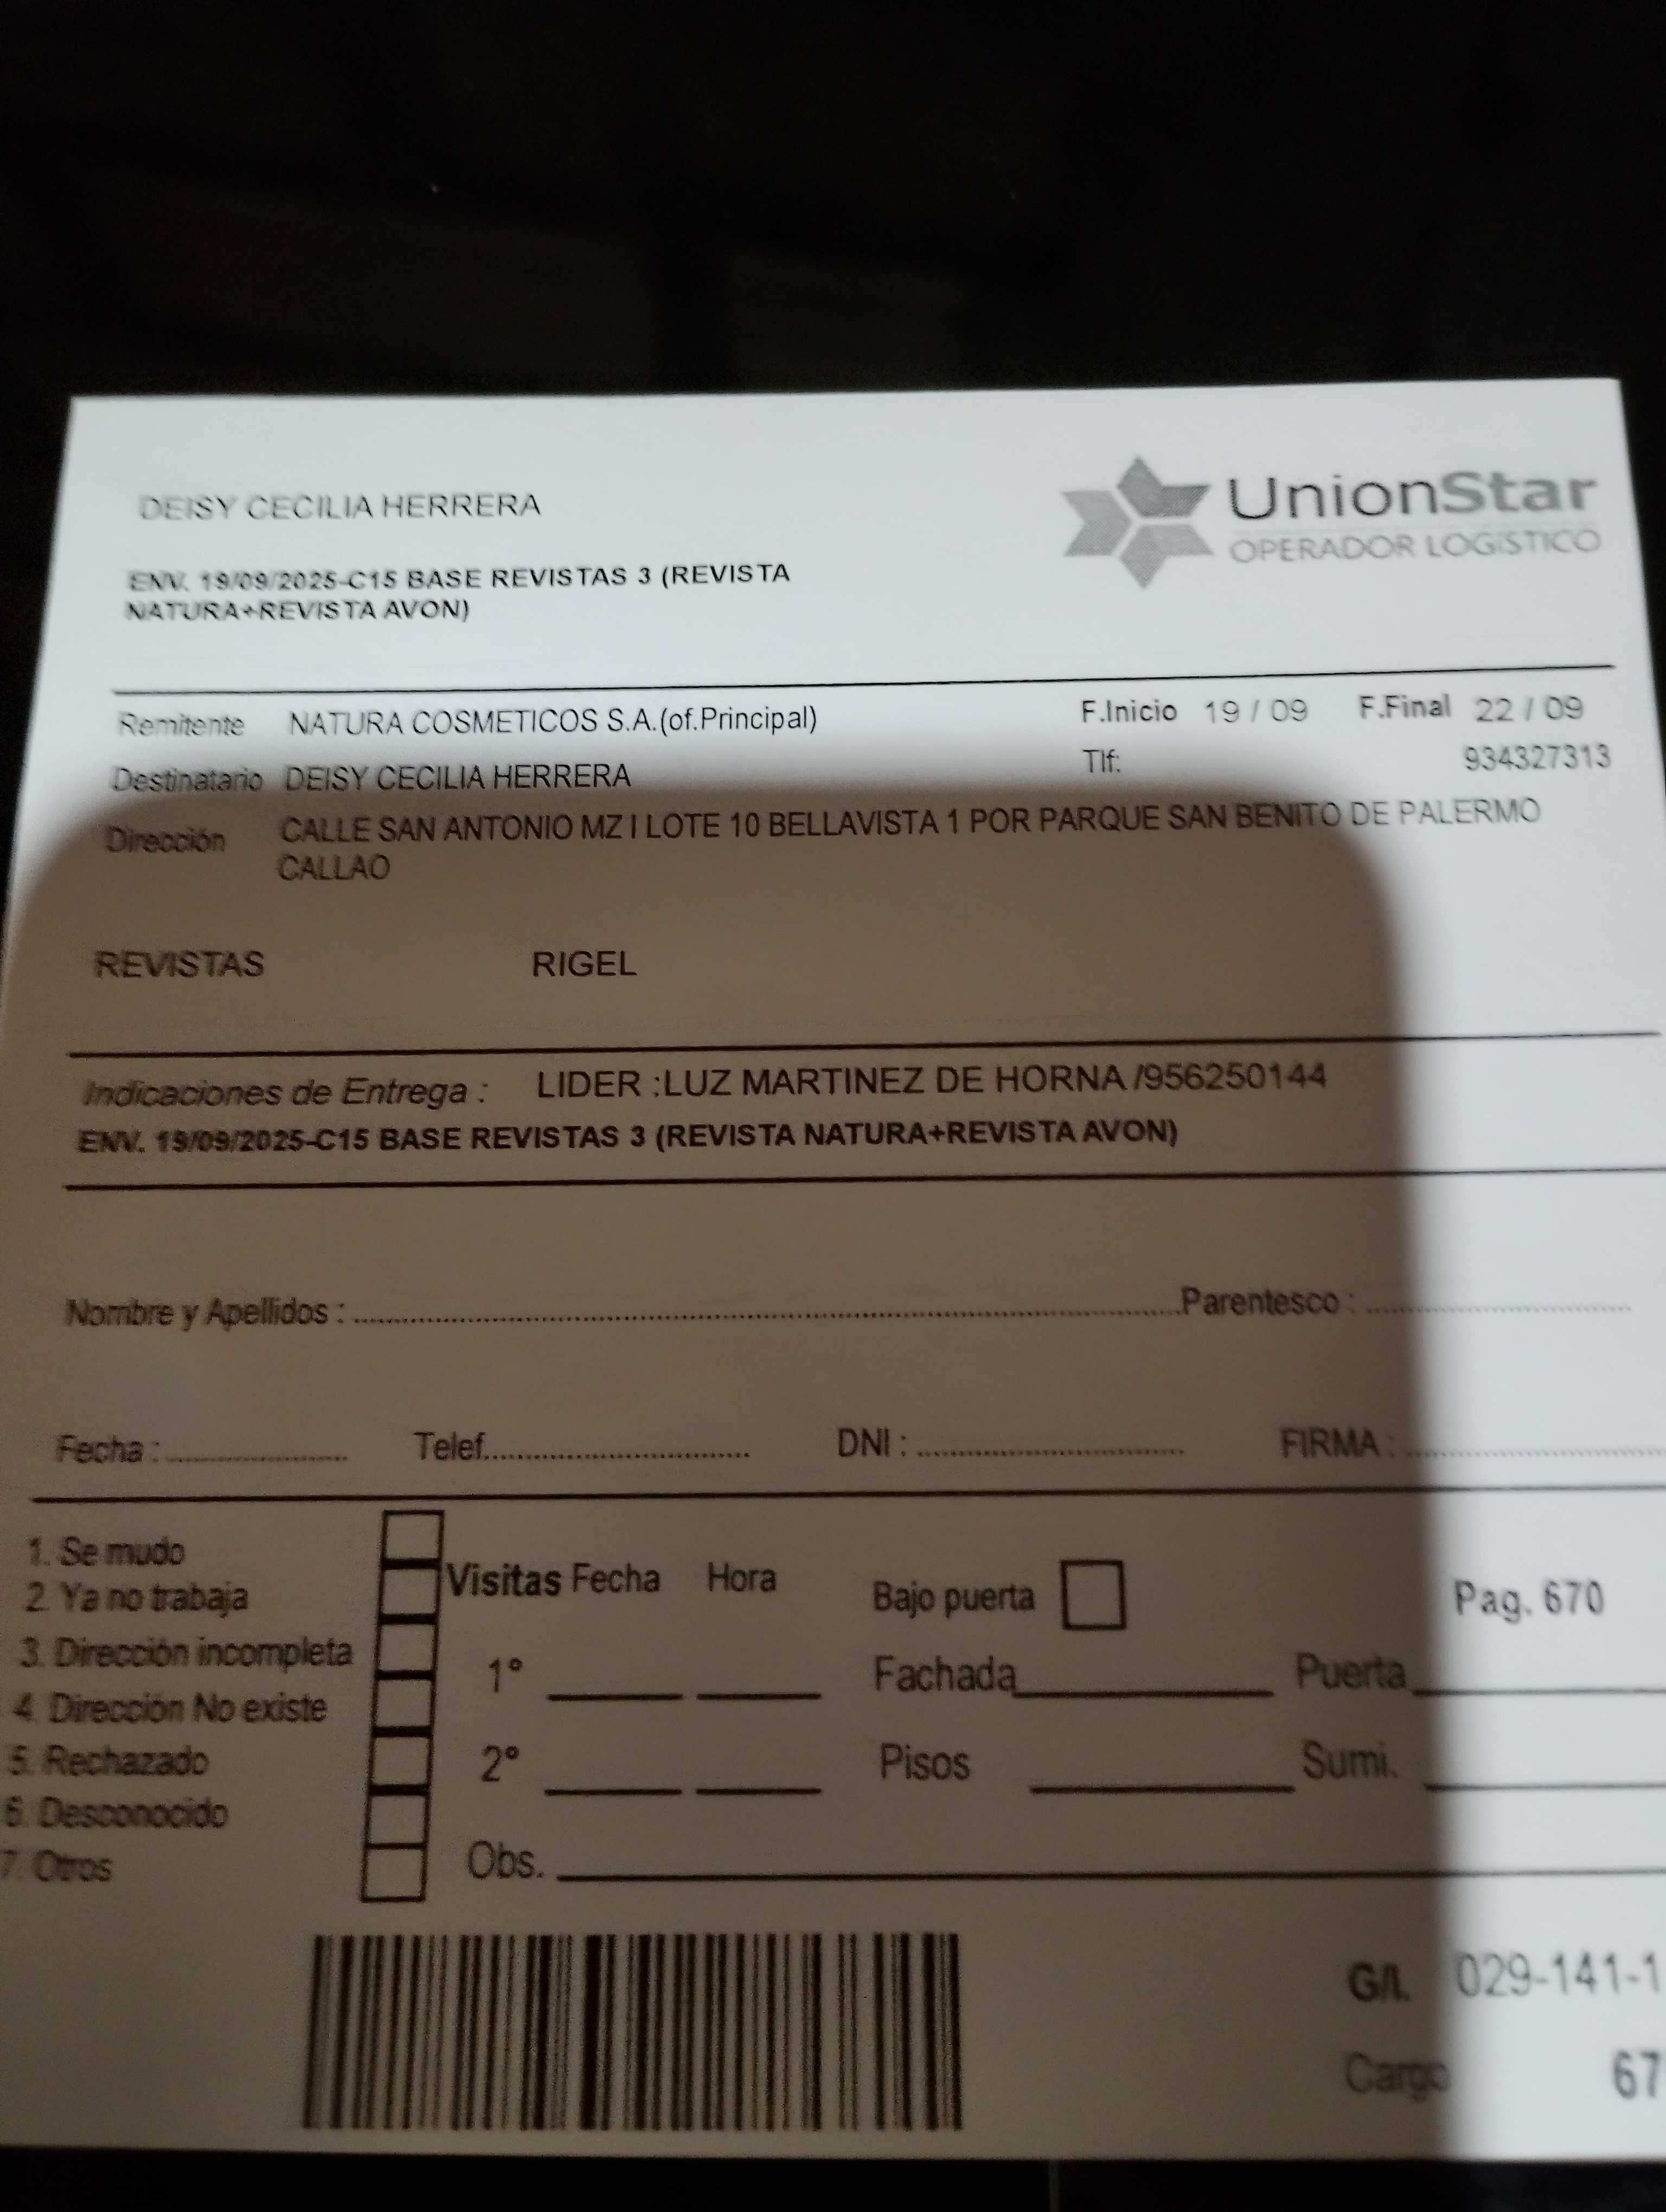 DEISY CECILIA HERRERA
UnionStar
OPERADOR LOGÍSTICO
ENV. 19/09/2025-C15 BASE REVISTAS 3 (REVISTA
NATURA+REVISTA AVON)
Remitente NATURA COSMETICOS S.A.(of.Principal) F.Inicio 19 / 09 F.Final 22 / 09
Destinatario DEISY CECILIA HERRERA Tlf: 934327313
Dirección CALLE SAN ANTONIO MZ I LOTE 10 BELLAVISTA 1 POR PARQUE SAN BENITO DE PALERMO
CALLAO
REVISTAS RIGEL
Indicaciones de Entrega : LIDER :LUZ MARTINEZ DE HORNA /956250144
ENV. 19/09/2025-C15 BASE REVISTAS 3 (REVISTA NATURA+REVISTA AVON)
Nombre y Apellidos : Parentesco :
Fecha : Telef. DNI : FIRMA :
1. Se mudo
2. Ya no trabaja
3. Dirección incompleta
4. Dirección No existe
5. Rechazado
6. Desconocido
7. Otros
Visitas Fecha Hora
1°
2°
Obs.
Bajo puerta
Pag. 670
Fachada Puerta
Pisos Sumi.
G/I. 029-141-1
Cargo 67